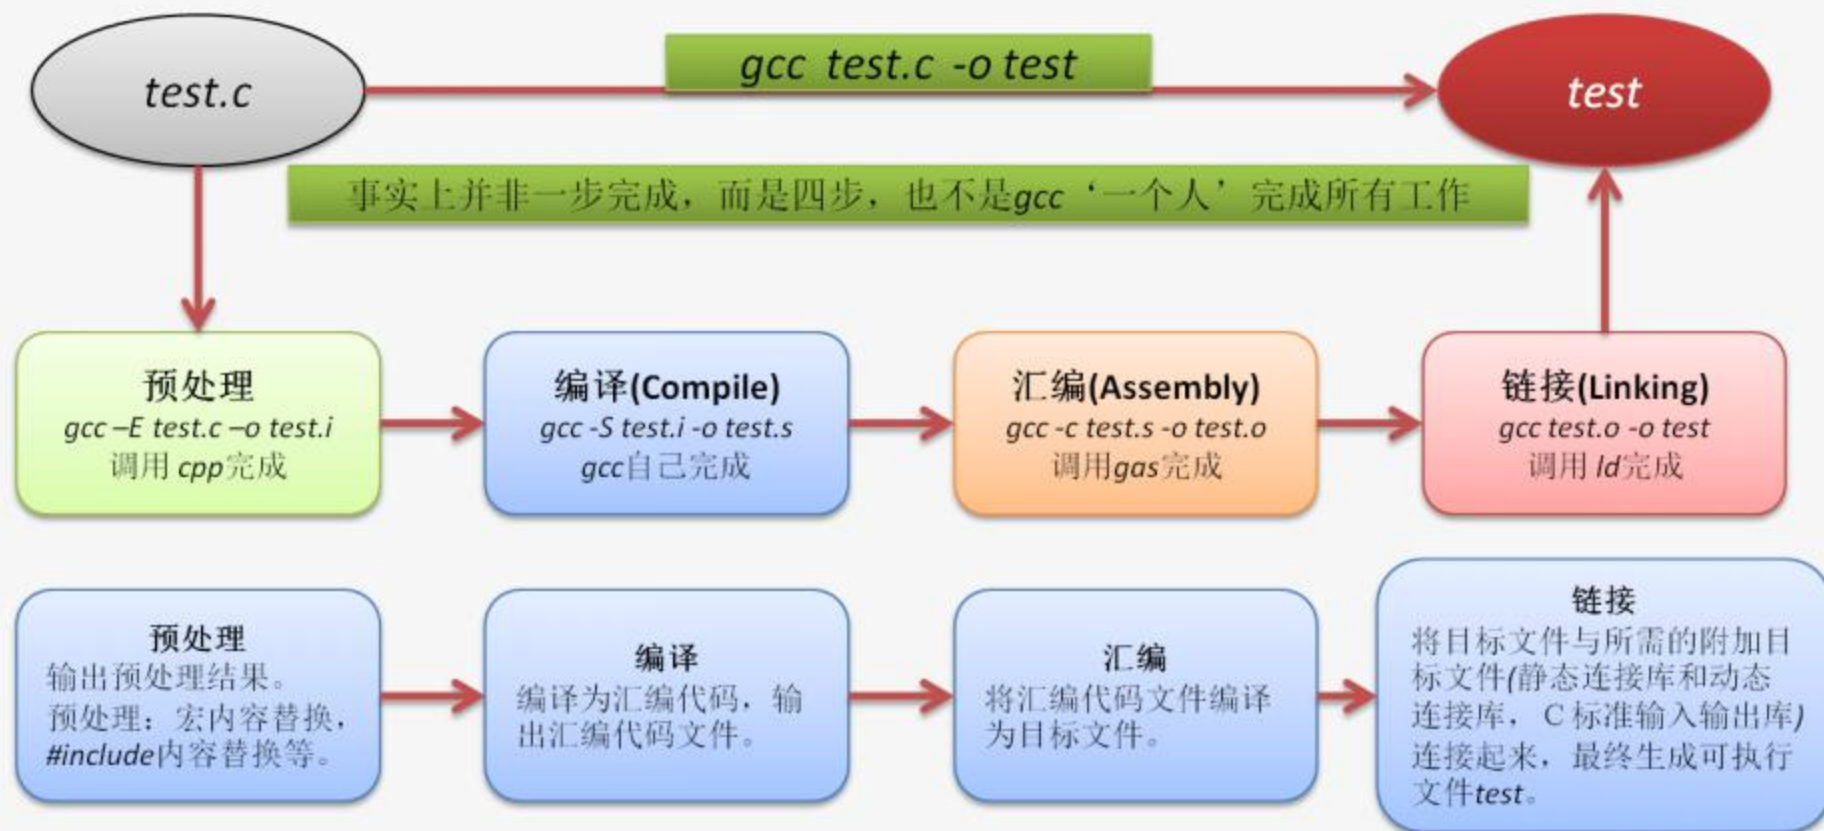 test.c
gcc test.c -o test
test
事实上并非一步完成，而是四步，也不是gcc‘一个人’完成所有工作
预处理
gcc –E test.c –o test.i
调用 cpp完成
编译(Compile)
gcc -S test.i -o test.s
gcc自己完成
汇编(Assembly)
gcc -c test.s -o test.o
调用gas完成
链接(Linking)
gcc test.o -o test
调用 ld完成
预处理
输出预处理结果。
预处理：宏内容替换，
#include内容替换等。
编译
编译为汇编代码，输
出汇编代码文件。
汇编
将汇编代码文件编译
为目标文件。
链接
将目标文件与所需的附加目
标文件(静态连接库和动态
连接库，C标准输入输出库)
连接起来，最终生成可执行
文件test。